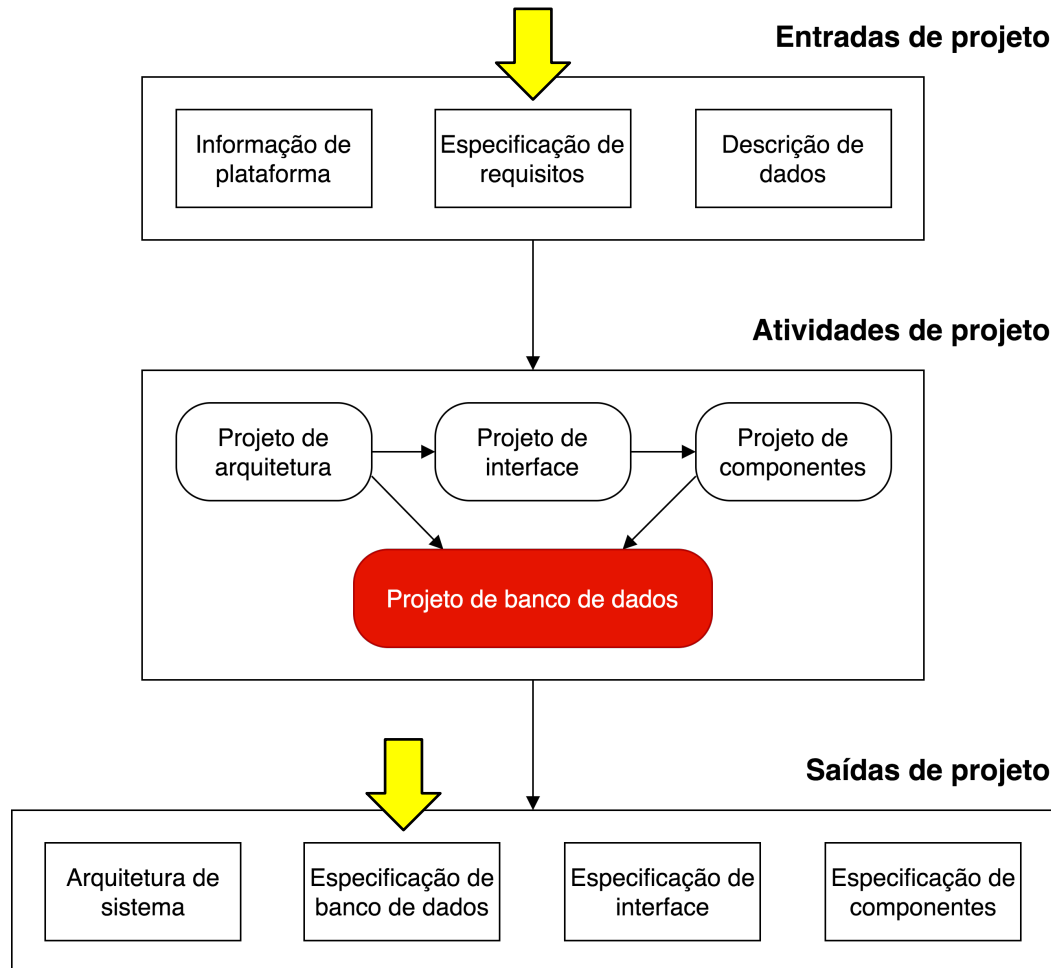 Entradas de projeto
Informação de
plataforma
Especificação de
requisitos
Descrição de
dados
Atividades de projeto
Projeto de
arquitetura
Projeto de
interface
Projeto de
componentes
Projeto de banco de dados
Saídas de projeto
Arquitetura de
sistema
Especificação de
banco de dados
Especificação de
interface
Especificação de
componentes